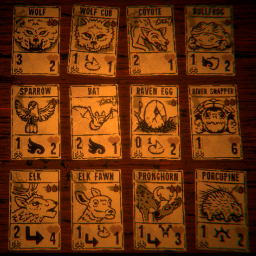 WOLF WOLF CUB COYOTE BULLFROG
3 2 1 1 2 1 1 2
SPARROW BAT RAVEN EGG RIVER SNAPPER
1 2 2 1 0 2 1 6
ELK ELK FAWN PRONGHORN PORCUPINE
2 4 1 1 1 3 1 2